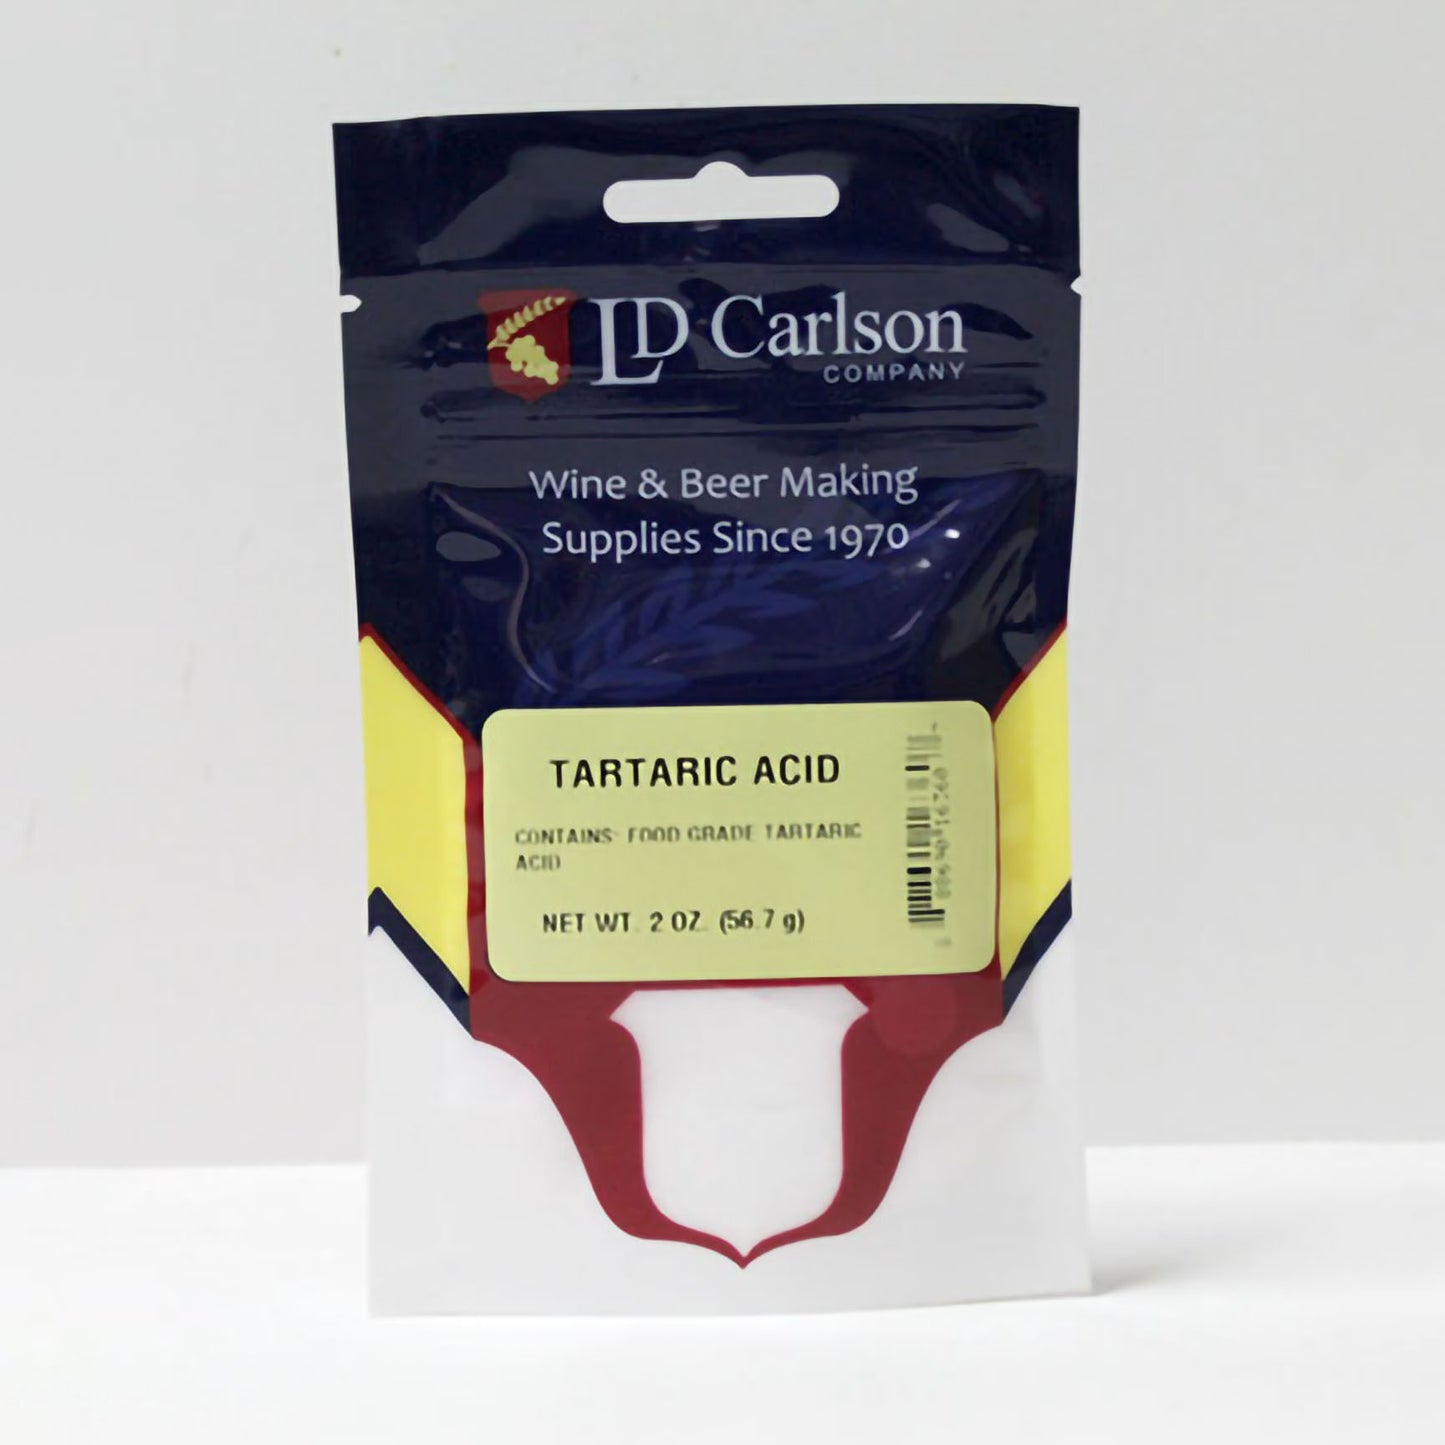 LD Carlson
COMPANY
Wine & Beer Making
Supplies Since 1970
TARTARIC ACID
CONTAINS: FOOD GRADE TARTARIC
ACID
NET WT. 2 OZ. (56.7 g)